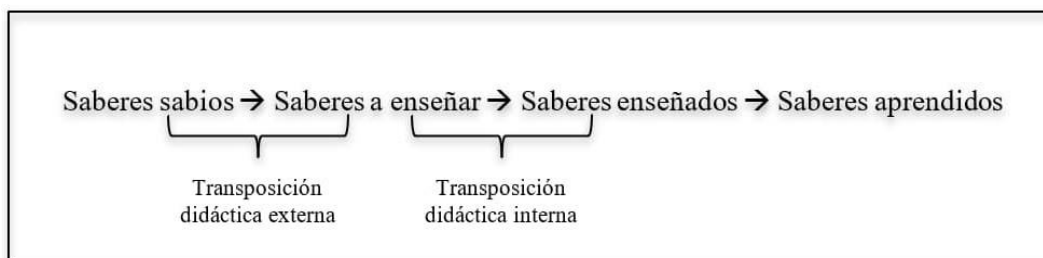 Saberes sabios → Saberes a enseñar → Saberes enseñados → Saberes aprendidos
Transposición
didáctica externa
Transposición
didáctica interna